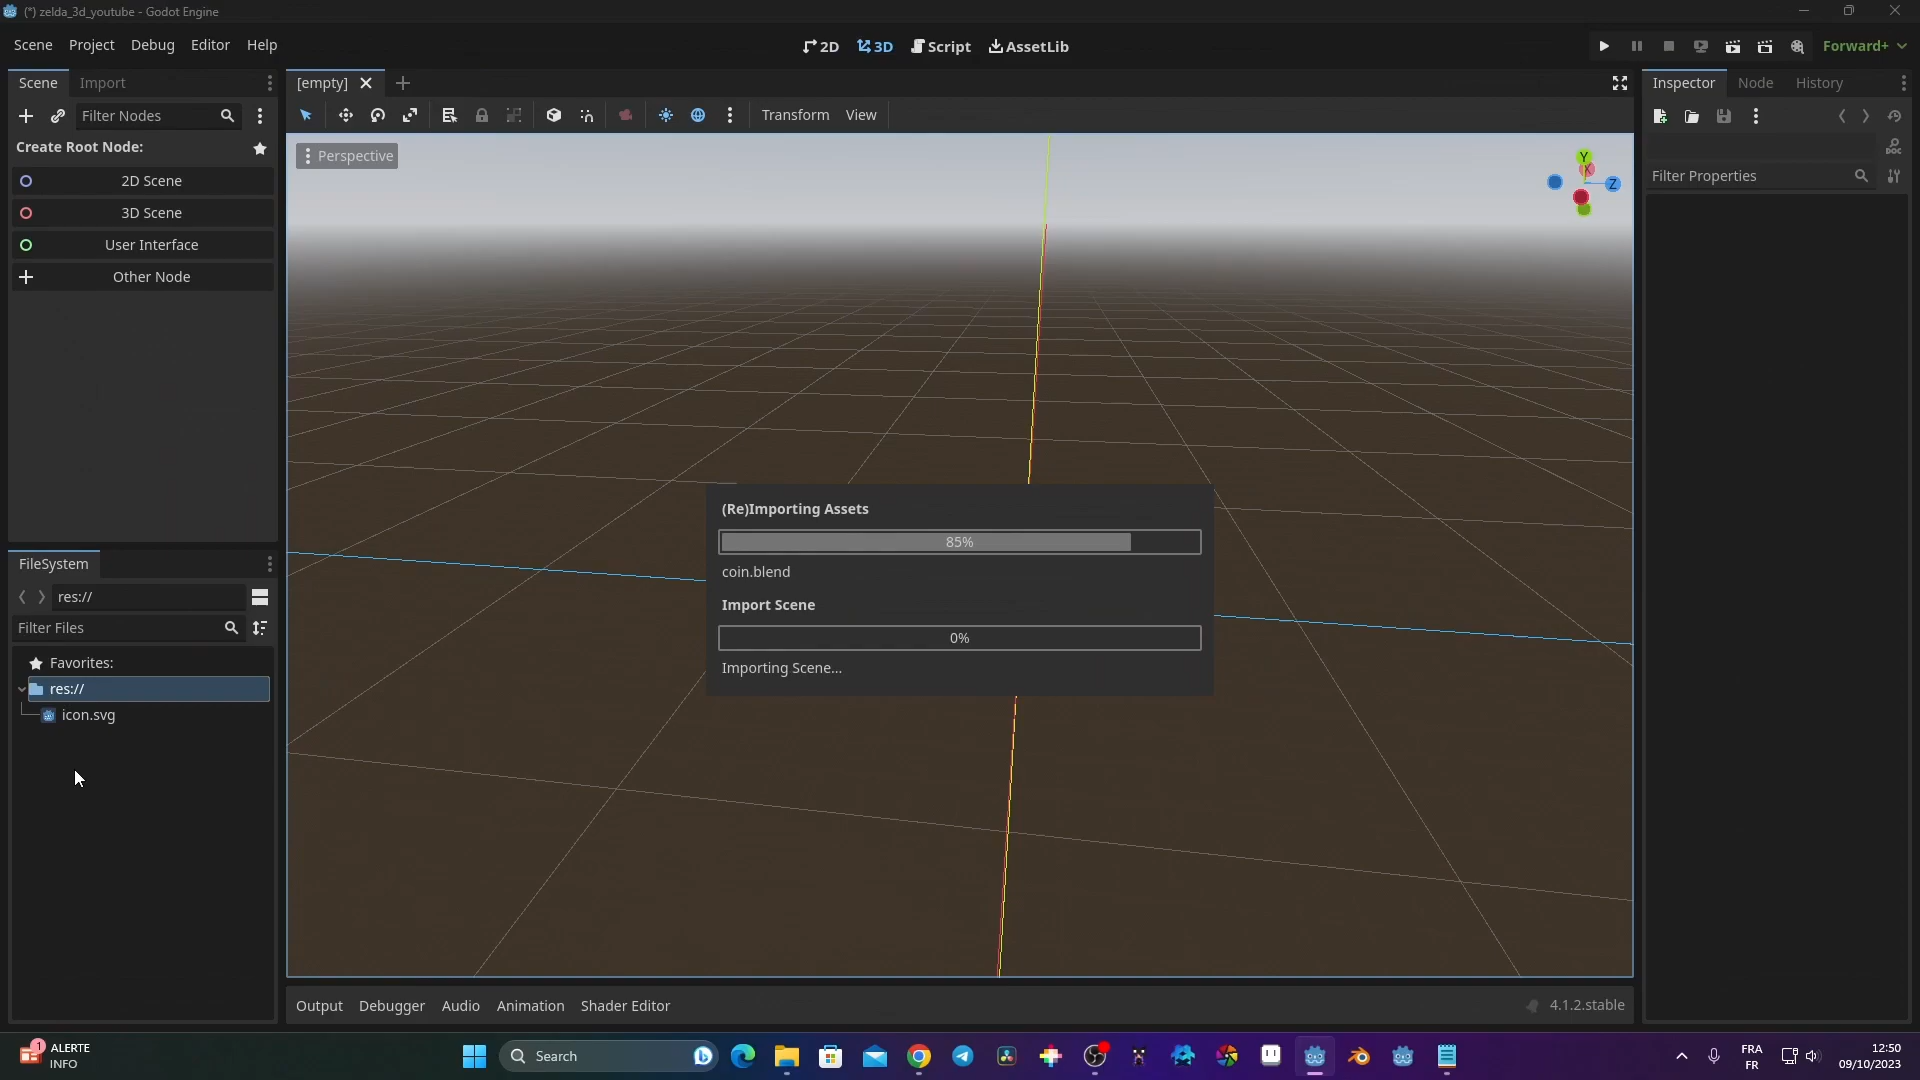 (*) zelda_3d_youtube - Godot Engine
Scene Project Debug Editor Help
2D 3D Script AssetLib
Forward+
Scene Import
[empty]
Inspector Node History
Filter Nodes
Transform View
Create Root Node:
Perspective
Y
X
Z
DOC
Filter Properties
2D Scene
3D Scene
User Interface
Other Node
(Re)Importing Assets
85%
coin.blend
Import Scene
0%
Importing Scene...
FileSystem
res://
Filter Files
Favorites:
res://
icon.svg
Output Debugger Audio Animation Shader Editor
4.1.2.stable
1
ALERTE
INFO
Search
FRA
FR
12:50
09/10/2023